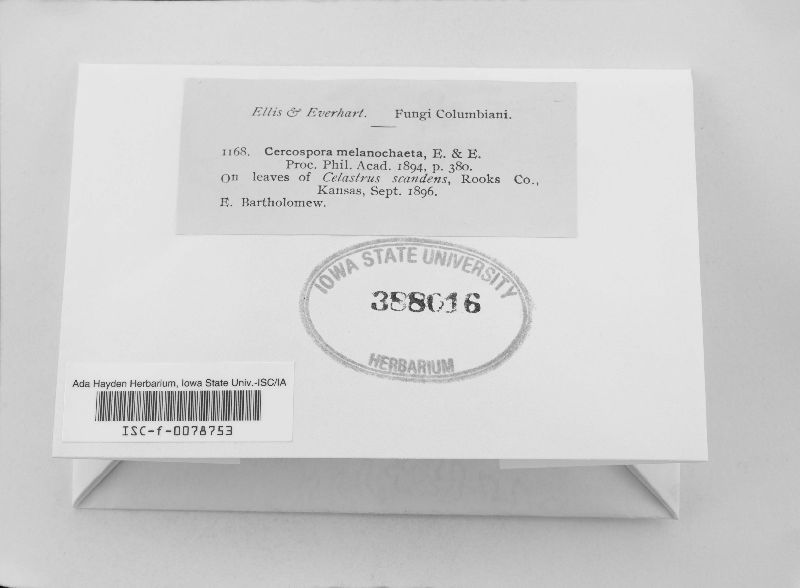 Ellis & Everhart. Fungi Columbiani.
1168. Cercospora melanochaeta, E. & E.
Proc. Phil. Acad. 1894, p. 380.
On leaves of Celastrus scandens, Rooks Co.,
Kansas, Sept. 1896.
E. Bartholomew.
IOWA STATE UNIVERSITY
388016
HERBARIUM
Ada Hayden Herbarium, Iowa State Univ.-ISC/IA
ISC-f-0078753